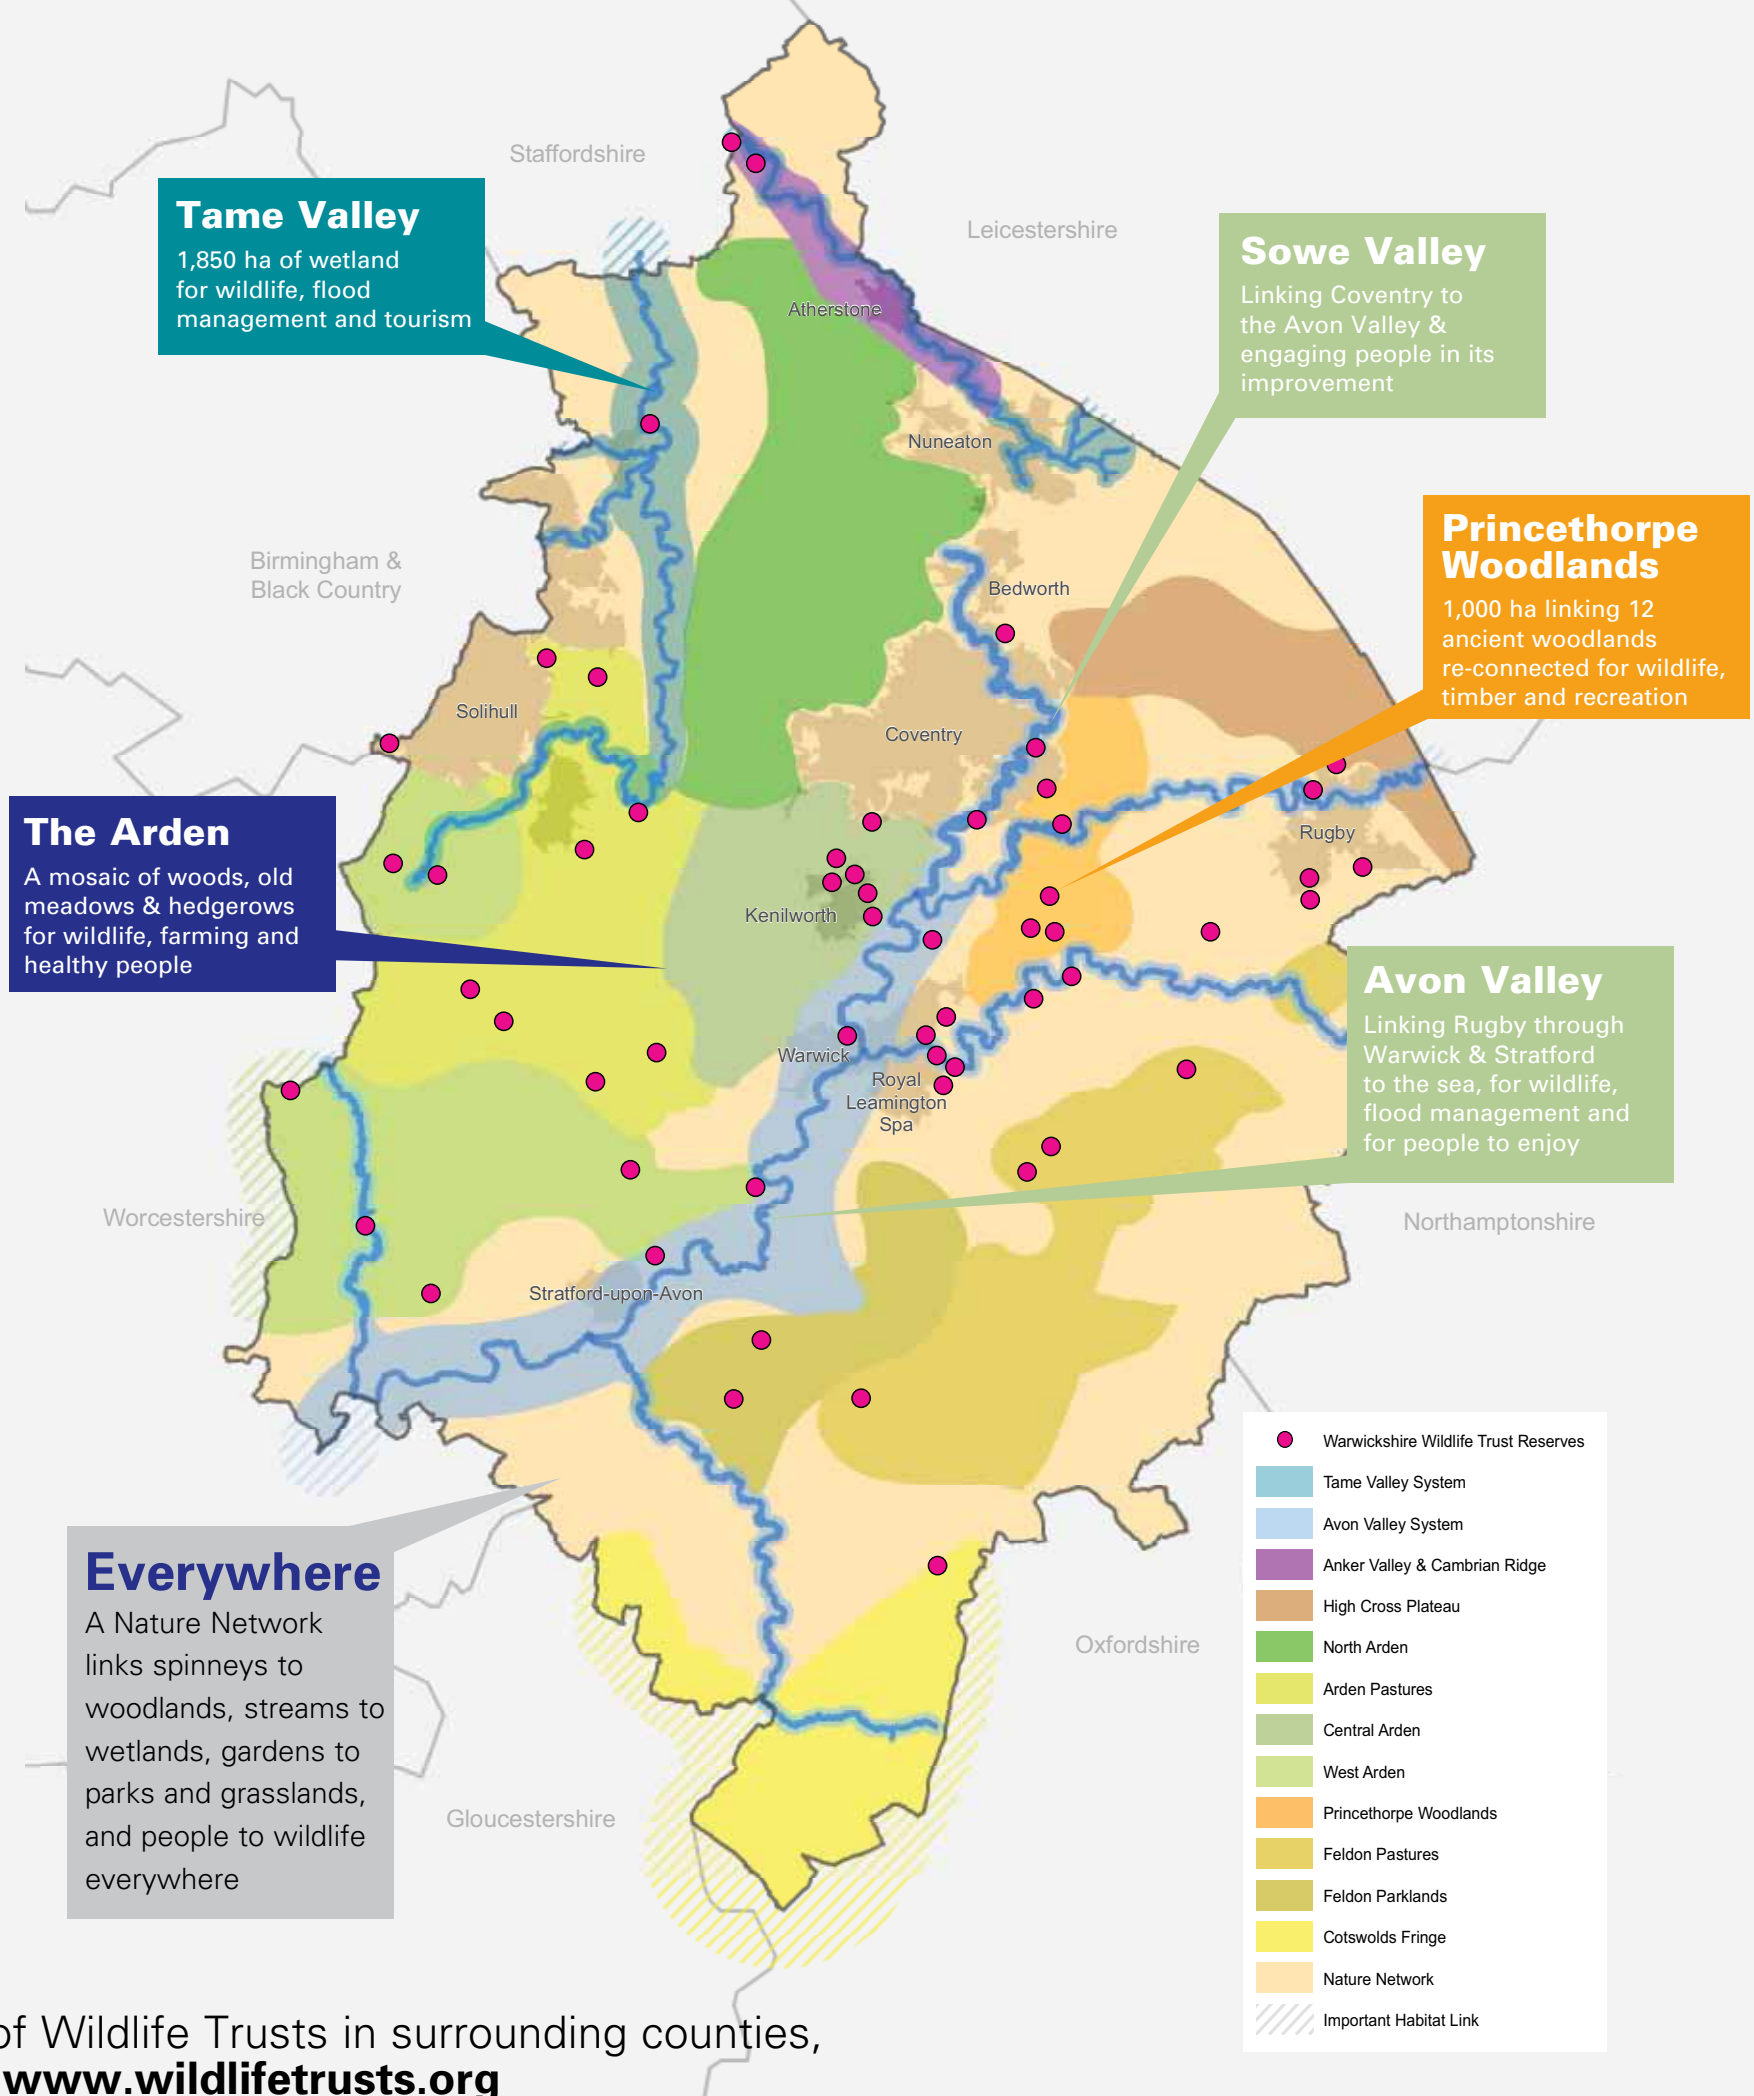 Staffordshire
Tame Valley
1,850 ha of wetland
for wildlife, flood
management and tourism
Leicestershire
Sowe Valley
Linking Coventry to
the Avon Valley &
engaging people in its
improvement
Atherstone
Nuneaton
Princethorpe
Woodlands
1,000 ha linking 12
ancient woodlands
re-connected for wildlife,
timber and recreation
Birmingham &
Black Country
Bedworth
Solihull
Coventry
The Arden
A mosaic of woods, old
meadows & hedgerows
for wildlife, farming and
healthy people
Rugby
Kenilworth
Avon Valley
Linking Rugby through
Warwick & Stratford
to the sea, for wildlife,
flood management and
for people to enjoy
Warwick
Royal
Leamington
Spa
Worcestershire
Northamptonshire
Stratford-upon-Avon
Everywhere
A Nature Network
links spinneys to
woodlands, streams to
wetlands, gardens to
parks and grasslands,
and people to wildlife
everywhere
Oxfordshire
Gloucestershire
Warwickshire Wildlife Trust Reserves
Tame Valley System
Avon Valley System
Anker Valley & Cambrian Ridge
High Cross Plateau
North Arden
Arden Pastures
Central Arden
West Arden
Princethorpe Woodlands
Feldon Pastures
Feldon Parklands
Cotswolds Fringe
Nature Network
Important Habitat Link
of Wildlife Trusts in surrounding counties,
www.wildlifetrusts.org